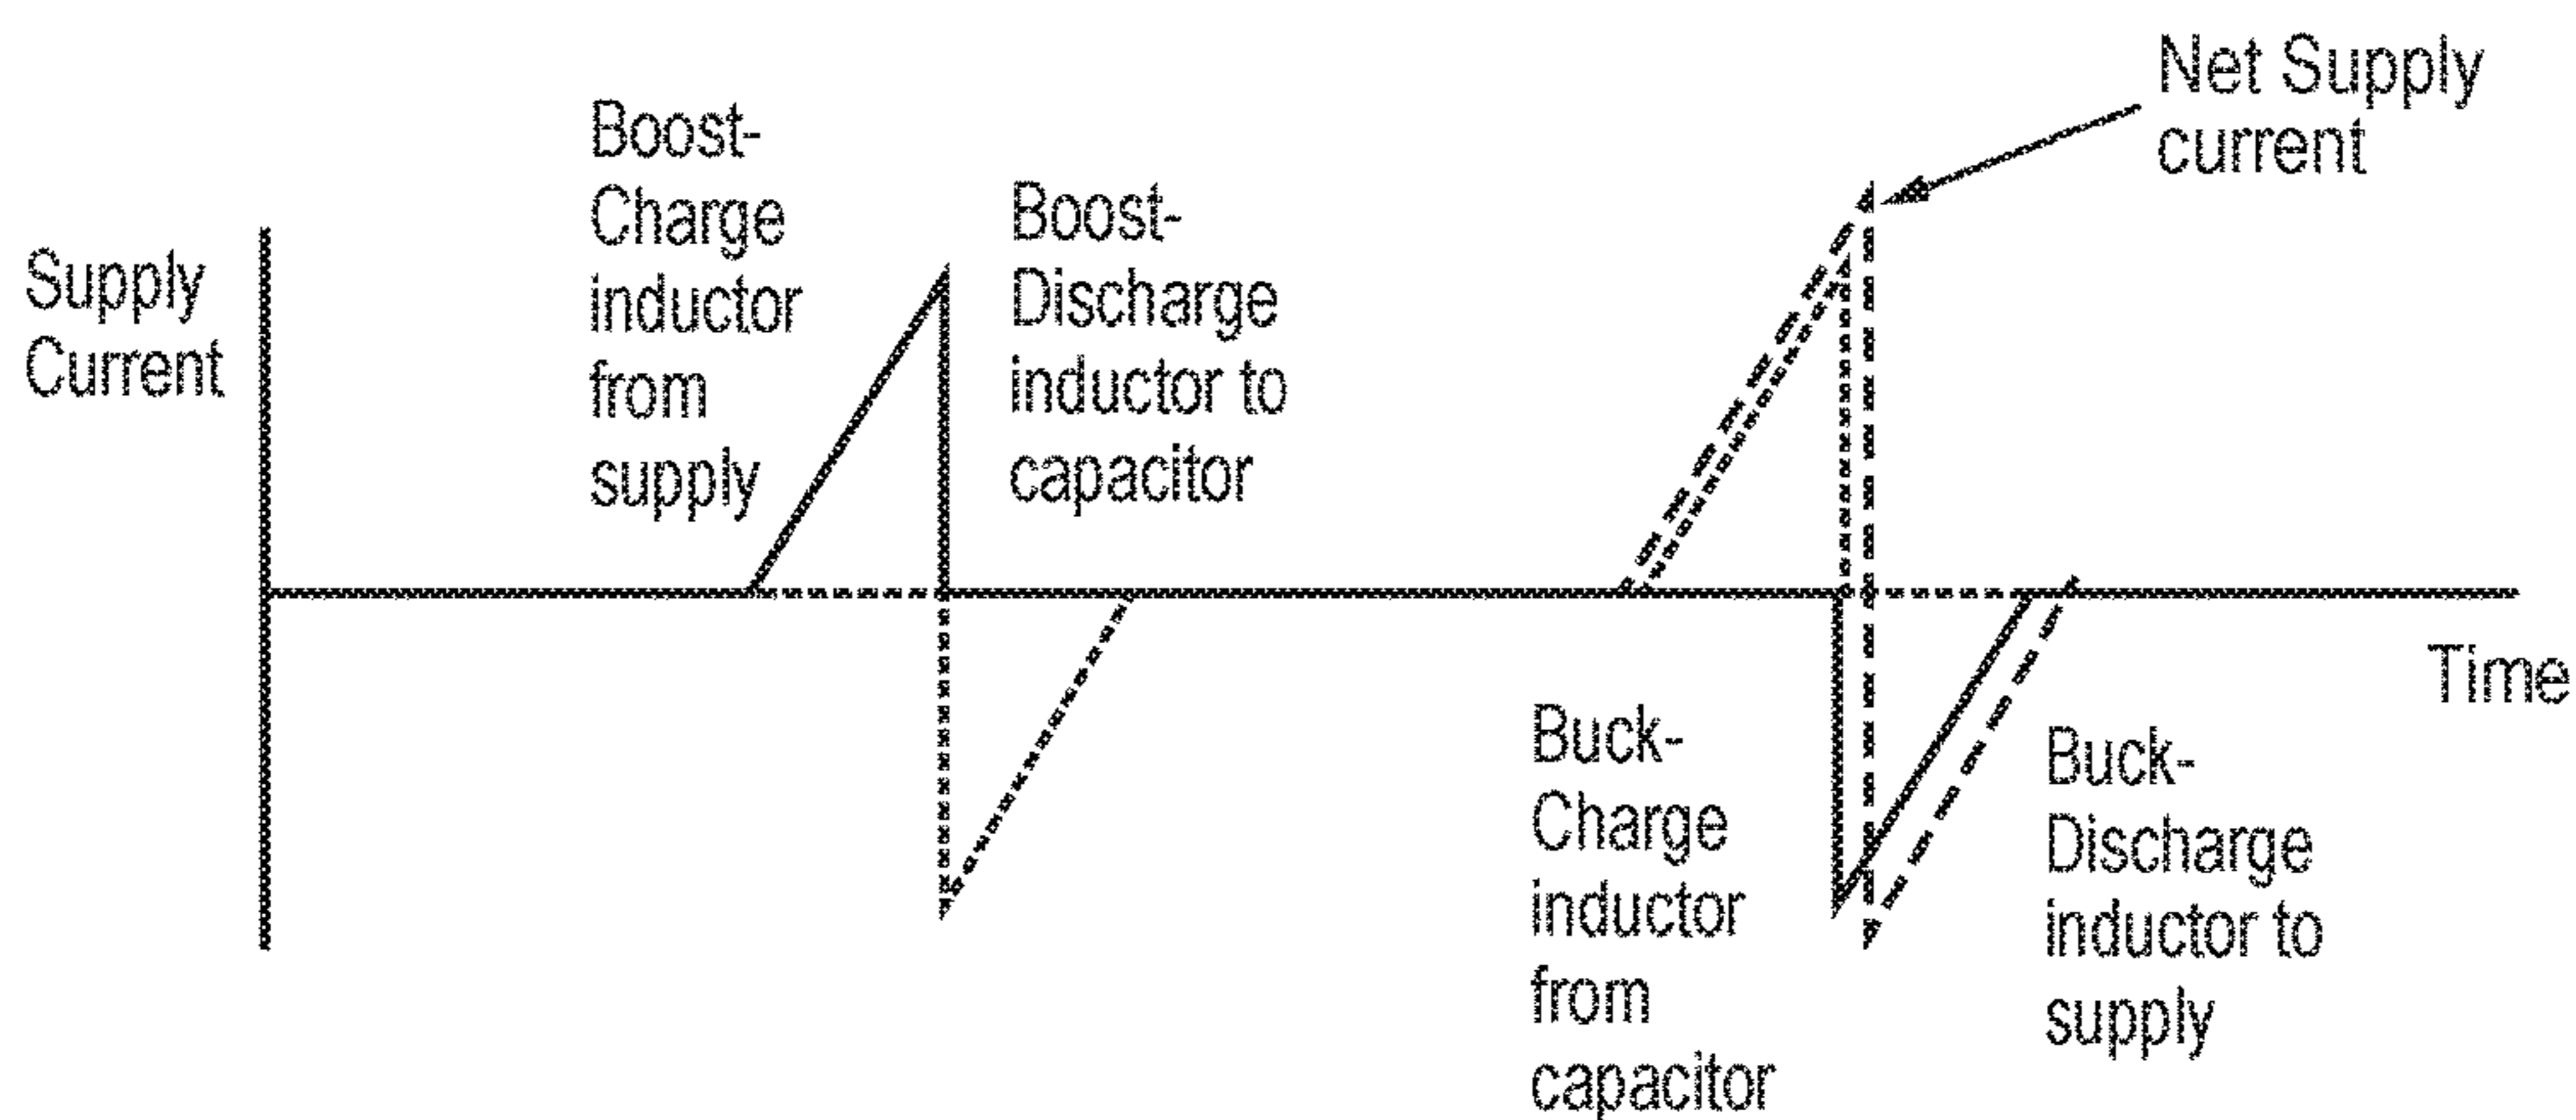 Supply
Current
Boost-
Charge
inductor
from
supply
Boost-
Discharge
inductor to
capacitor
Net Supply
current
Time
Buck-
Charge
inductor
from
capacitor
Buck-
Discharge
inductor to
supply